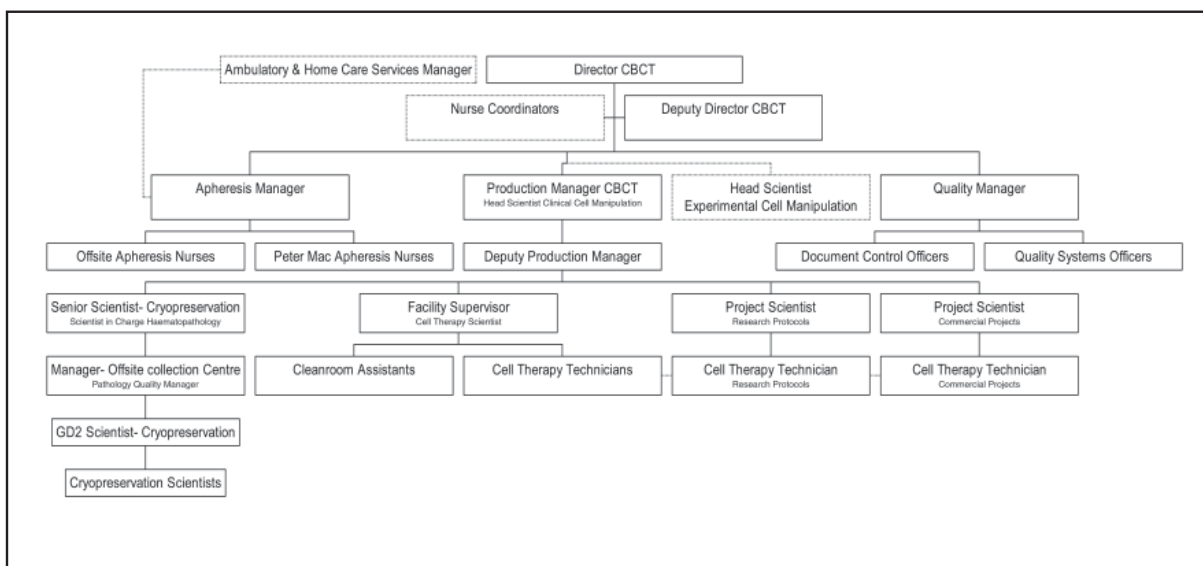 Ambulatory & Home Care Services Manager
Director CBCT
Nurse Coordinators
Deputy Director CBCT
Apheresis Manager
Production Manager CBCT
Head Scientist Clinical Cell Manipulation
Head Scientist
Experimental Cell Manipulation
Quality Manager
Offsite Apheresis Nurses
Peter Mac Apheresis Nurses
Deputy Production Manager
Document Control Officers
Quality Systems Officers
Senior Scientist- Cryopreservation
Scientist in Charge Haematopathology
Facility Supervisor
Cell Therapy Scientist
Project Scientist
Research Protocols
Project Scientist
Commercial Projects
Manager- Offsite collection Centre
Pathology Quality Manager
Cleanroom Assistants
Cell Therapy Technicians
Cell Therapy Technician
Research Protocols
Cell Therapy Technician
Commercial Projects
GD2 Scientist- Cryopreservation
Cryopreservation Scientists